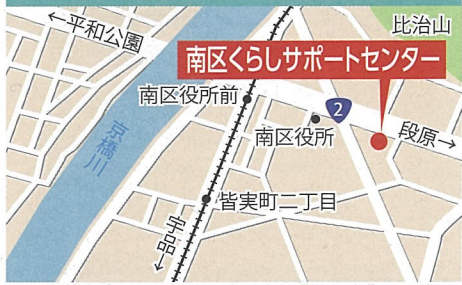 ←平和公園
比治山
南区くらしサポートセンター
南区役所前
2
南区役所
段原→
京橋川
皆実町二丁目
宇品→